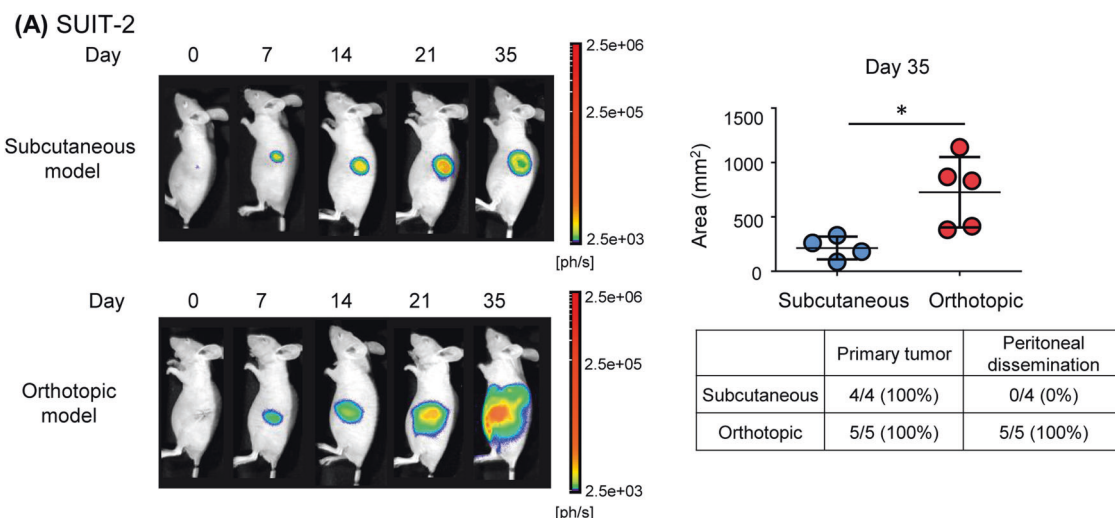 (A) SUIT-2
Day 0 7 14 21 35
Subcutaneous
model
2.5e+06
2.5e+05
2.5e+03
[ph/s]
Day 0 7 14 21 35
Orthotopic
model
2.5e+06
2.5e+05
2.5e+03
[ph/s]
Day 35
*
Area (mm²)
1500
1000
500
0
Subcutaneous Orthotopic
Primary tumor Peritoneal dissemination
Subcutaneous 4/4 (100%) 0/4 (0%)
Orthotopic 5/5 (100%) 5/5 (100%)